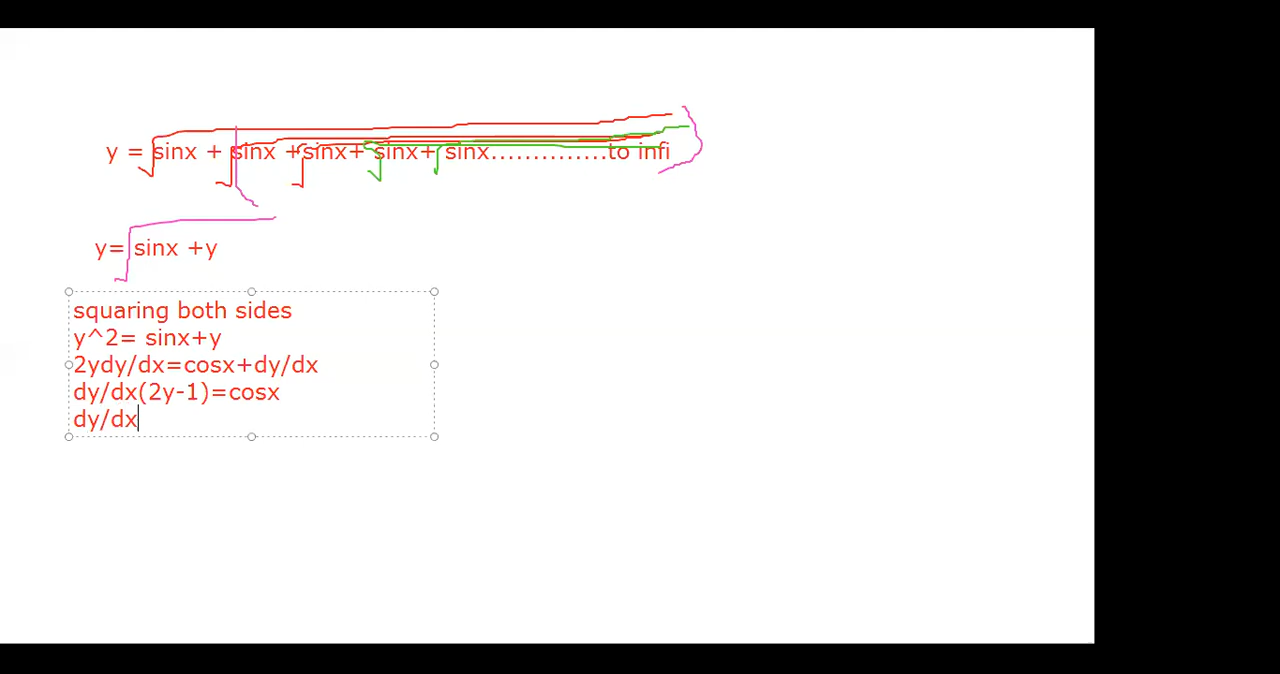 y = √sinx + √sinx +√sinx+ √sinx+ √sinx..............to infi
y= √sinx +y
squaring both sides
y^2= sinx+y
2ydy/dx=cosx+dy/dx
dy/dx(2y-1)=cosx
dy/dx